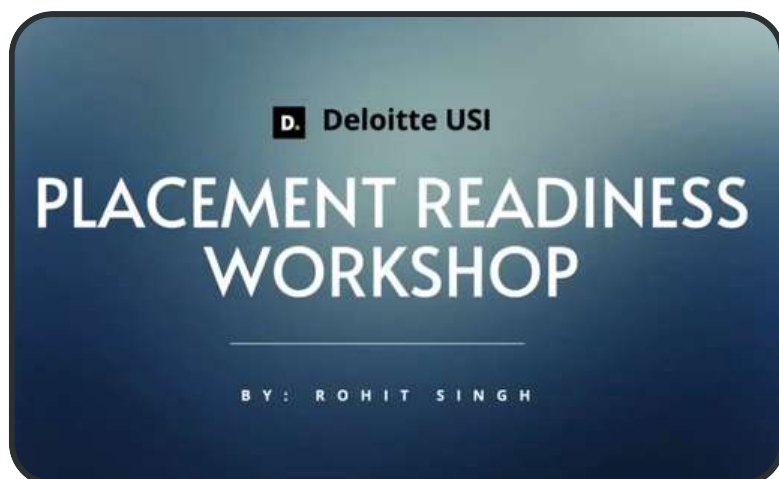 D. Deloitte USI
PLACEMENT READINESS
WORKSHOP
BY: ROHIT SINGH